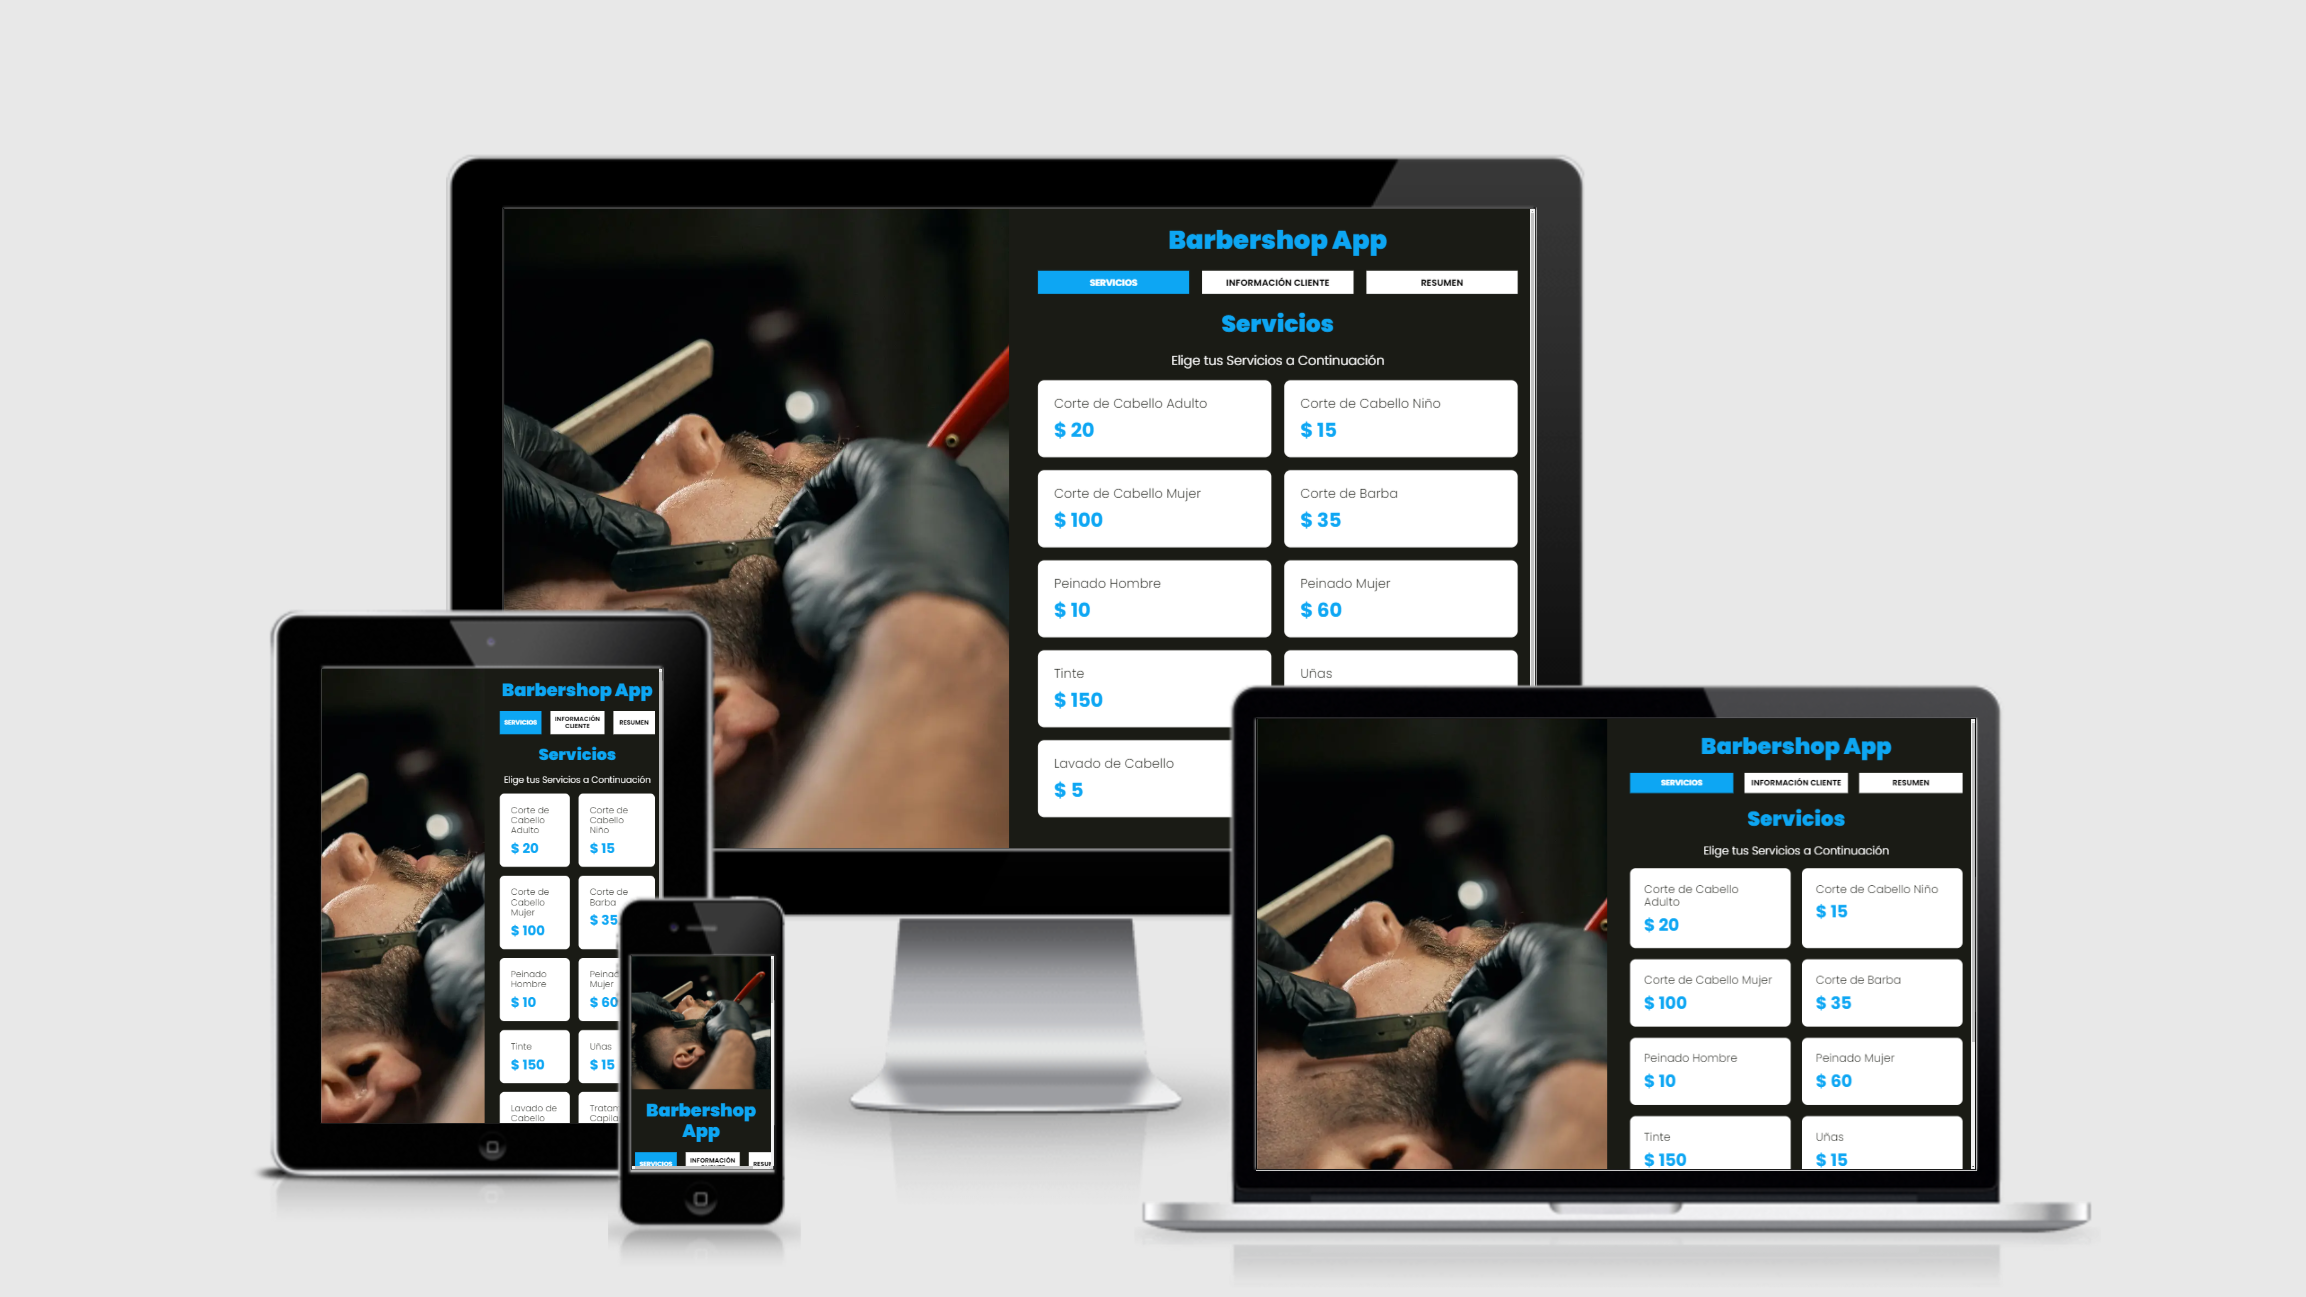 Barbershop App
SERVICIOS INFORMACIÓN CLIENTE RESUMEN
Servicios
Elige tus Servicios a Continuación
Corte de Cabello Adulto
$ 20
Corte de Cabello Niño
$ 15
Corte de Cabello Mujer
$ 100
Corte de Barba
$ 35
Peinado Hombre
$ 10
Peinado Mujer
$ 60
Tinte
$ 150
Uñas
Lavado de Cabello
$ 5
Barbershop App
SERVICIOS
INFORMACIÓN
CLIENTE
RESUMEN
Servicios
Elige tus Servicios a Continuación
Corte de
Cabello
Adulto
$ 20
Corte de
Cabello
Niño
$ 15
Corte de
Cabello
Mujer
$ 100
Corte de
Barba
$ 35
Peinado
Hombre
$ 10
Peinad
Mujer
$ 60
Tinte
$ 150
Uñas
$ 15
Lavado de
Cabello
Tratan
Capila
Barbershop
App
SERVICIOS
INFORMACIÓN
RESU
Barbershop App
SERVICIOS INFORMACIÓN CLIENTE RESUMEN
Servicios
Elige tus Servicios a Continuación
Corte de Cabello
Adulto
$ 20
Corte de Cabello Niño
$ 15
Corte de Cabello Mujer
$ 100
Corte de Barba
$ 35
Peinado Hombre
$ 10
Peinado Mujer
$ 60
Tinte
$ 150
Uñas
$ 15